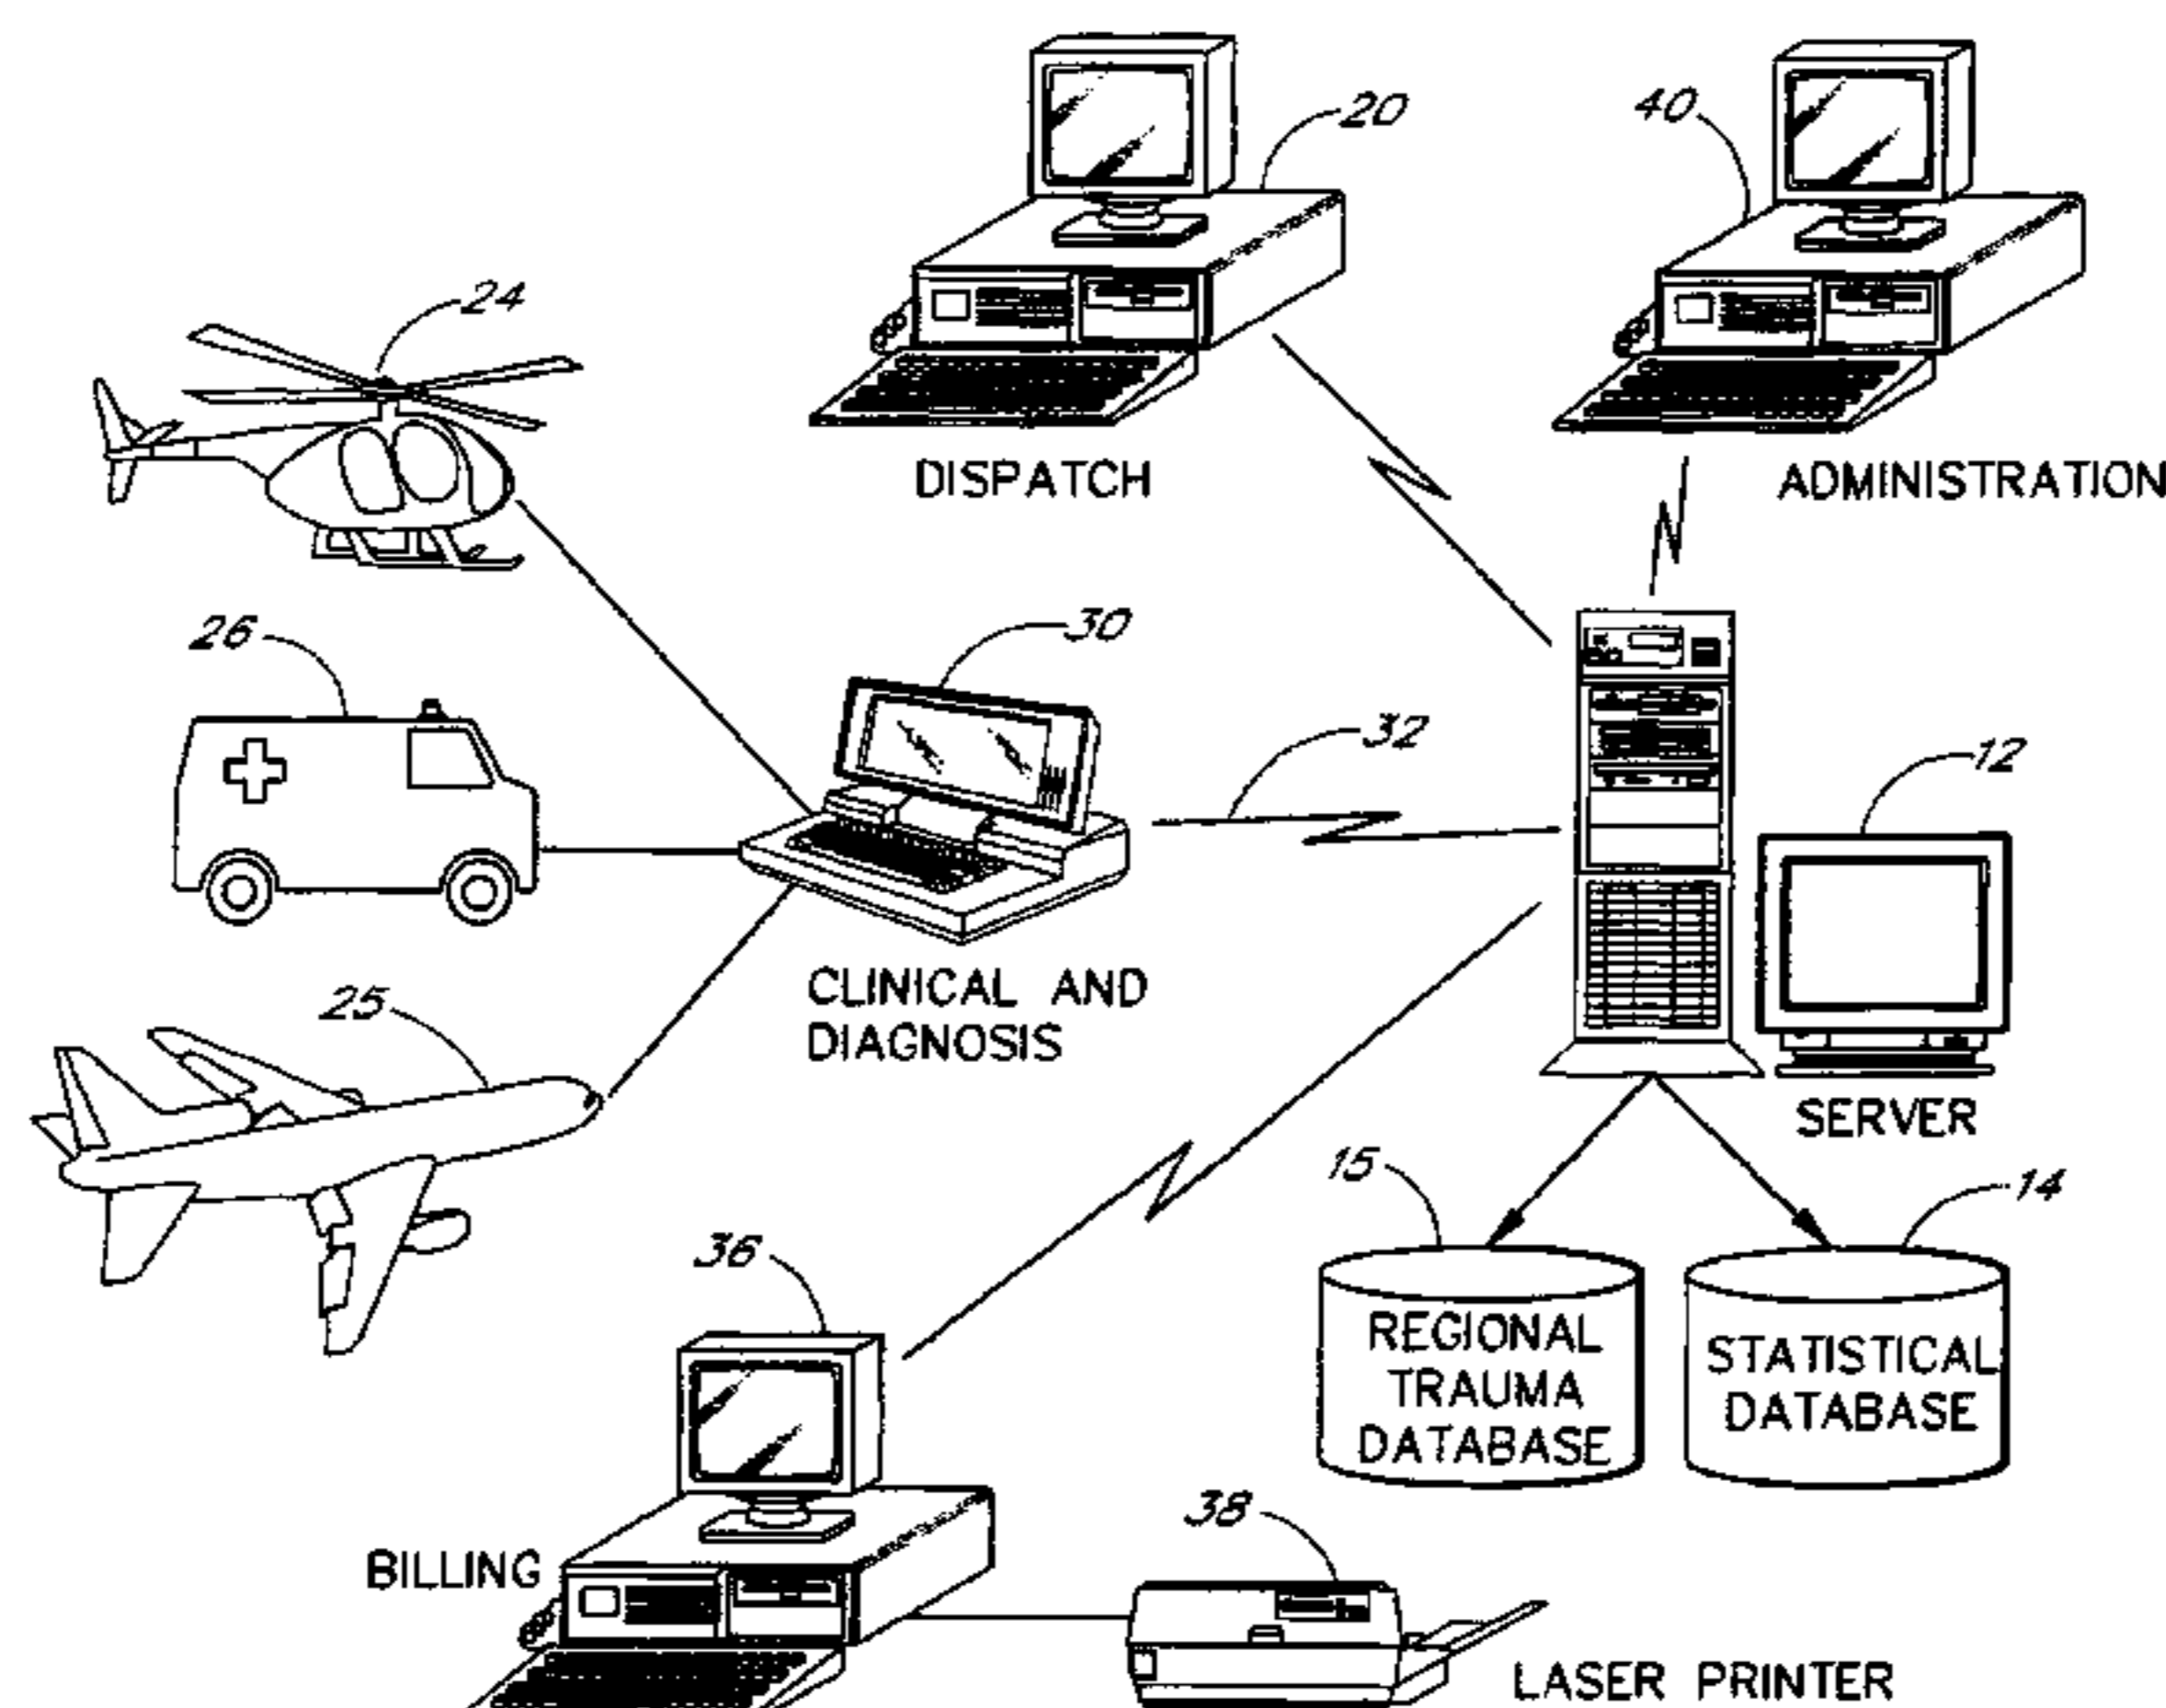 20
40
24
DISPATCH
ADMINISTRATION
26
30
32
12
CLINICAL AND
DIAGNOSIS
25
SERVER
15
14
36
REGIONAL
TRAUMA
DATABASE
STATISTICAL
DATABASE
38
BILLING
LASER PRINTER